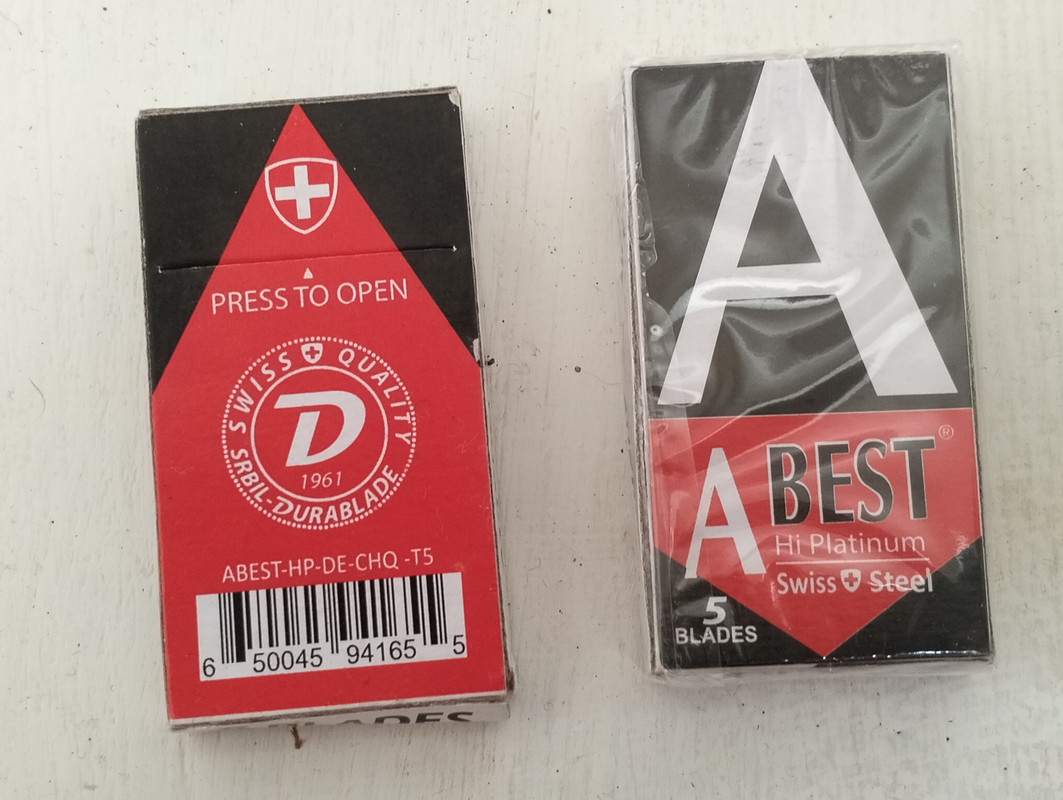 PRESS TO OPEN
SWISS QUALITY
D
1961
SRBIL-DURABLADE
ABEST-HP-DE-CHQ -T5
6 50045 94165 5
BLADES
A
A BEST®
Hi Platinum
Swiss Steel
5
BLADES